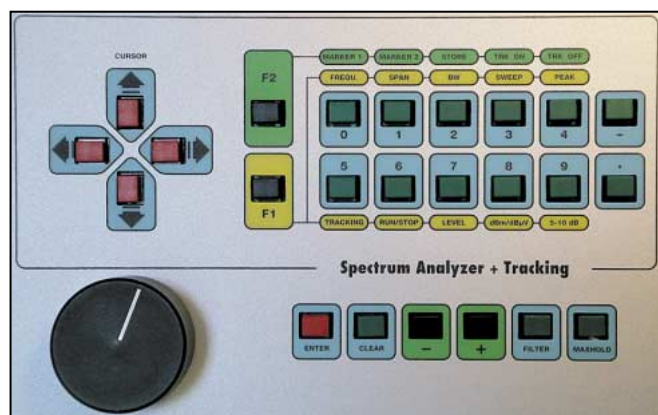 CURSOR
F2
MARKER 1 MARKER 2 STORE TRK ON TRK OFF
FREQU. SPAN BW SWEEP PEAK
0 1 2 3 4 -
F1
5 6 7 8 9 .
TRACKING RUN/STOP LEVEL dBm/dBµV 5-10 dB
Spectrum Analyzer + Tracking
ENTER CLEAR - + FILTER MAXHOLD